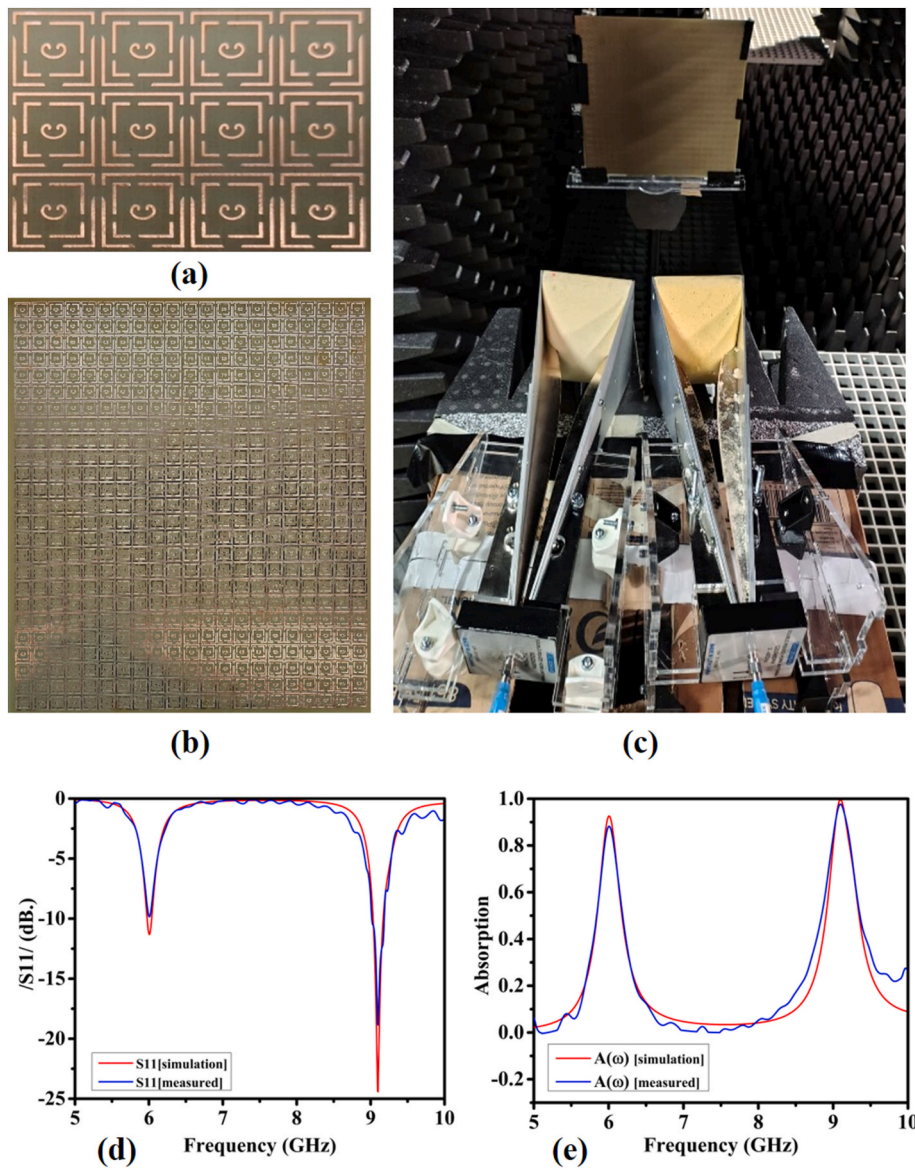 (a)
(b)
(c)
0
-5
-10
-15
-20
-25
/S11/ (dB.)
S11[simulation]
S11[measured]
5 6 7 8 9 10
Frequency (GHz)
(d)
1.0
0.8
0.6
0.4
0.2
0.0
-0.2
Absorption
A(ω) [simulation]
A(ω) [measured]
5 6 7 8 9 10
Frequency (GHz)
(e)